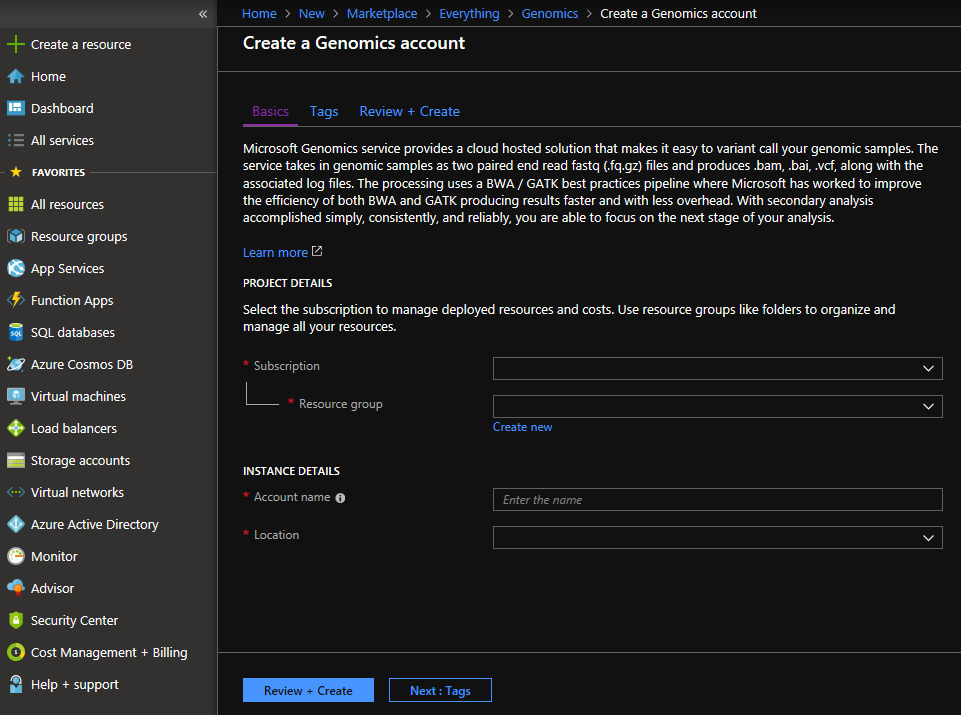 «
Create a resource
Home
Dashboard
All services
FAVORITES
All resources
Resource groups
App Services
Function Apps
SQL databases
Azure Cosmos DB
Virtual machines
Load balancers
Storage accounts
Virtual networks
Azure Active Directory
Monitor
Advisor
Security Center
Cost Management + Billing
Help + support
Home > New > Marketplace > Everything > Genomics > Create a Genomics account
Create a Genomics account
Basics Tags Review + Create
Microsoft Genomics service provides a cloud hosted solution that makes it easy to variant call your genomic samples. The
service takes in genomic samples as two paired end read fastq (.fq.gz) files and produces .bam, .bai, .vcf, along with the
associated log files. The processing uses a BWA / GATK best practices pipeline where Microsoft has worked to improve
the efficiency of both BWA and GATK producing results faster and with less overhead. With secondary analysis
accomplished simply, consistently, and reliably, you are able to focus on the next stage of your analysis.
Learn more
PROJECT DETAILS
Select the subscription to manage deployed resources and costs. Use resource groups like folders to organize and
manage all your resources.
* Subscription
* Resource group
Create new
INSTANCE DETAILS
* Account name
Enter the name
* Location
Review + Create
Next : Tags